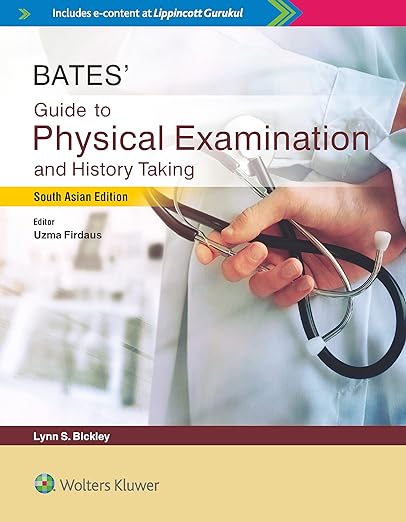 Includes e-content at Lippincott Gurukul
BATES’
Guide to
Physical Examination
and History Taking
South Asian Edition
Editor
Uzma Firdaus
Lynn S. Bickley
Wolters Kluwer